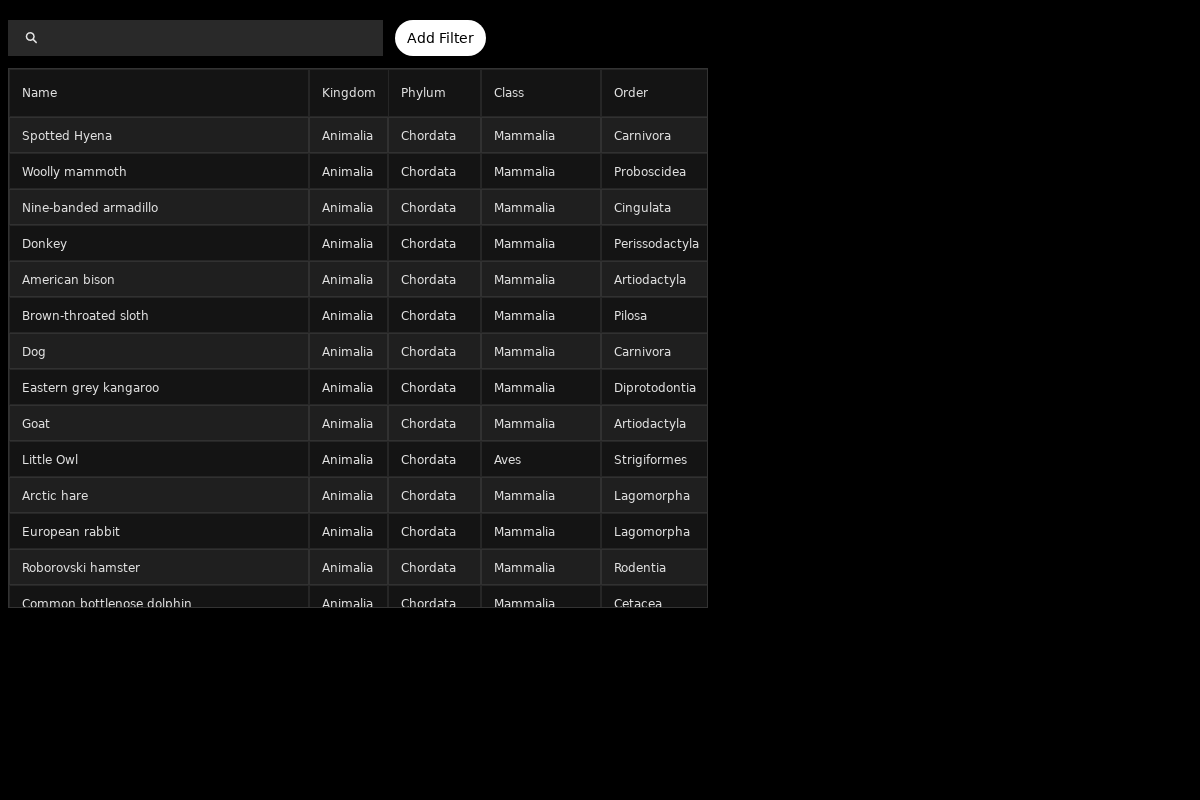 Add Filter
Name Kingdom Phylum Class Order
Spotted Hyena Animalia Chordata Mammalia Carnivora
Woolly mammoth Animalia Chordata Mammalia Proboscidea
Nine-banded armadillo Animalia Chordata Mammalia Cingulata
Donkey Animalia Chordata Mammalia Perissodactyla
American bison Animalia Chordata Mammalia Artiodactyla
Brown-throated sloth Animalia Chordata Mammalia Pilosa
Dog Animalia Chordata Mammalia Carnivora
Eastern grey kangaroo Animalia Chordata Mammalia Diprotodontia
Goat Animalia Chordata Mammalia Artiodactyla
Little Owl Animalia Chordata Aves Strigiformes
Arctic hare Animalia Chordata Mammalia Lagomorpha
European rabbit Animalia Chordata Mammalia Lagomorpha
Roborovski hamster Animalia Chordata Mammalia Rodentia
Common bottlenose dolphin Animalia Chordata Mammalia Cetacea